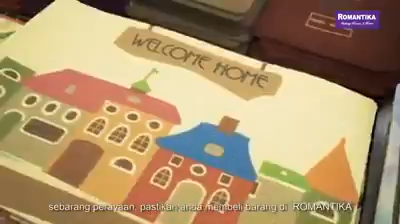 ROMANTIKA
WELCOME HOME
sebarang perayaan, pastikan anda membeli barang di ROMANTIKA